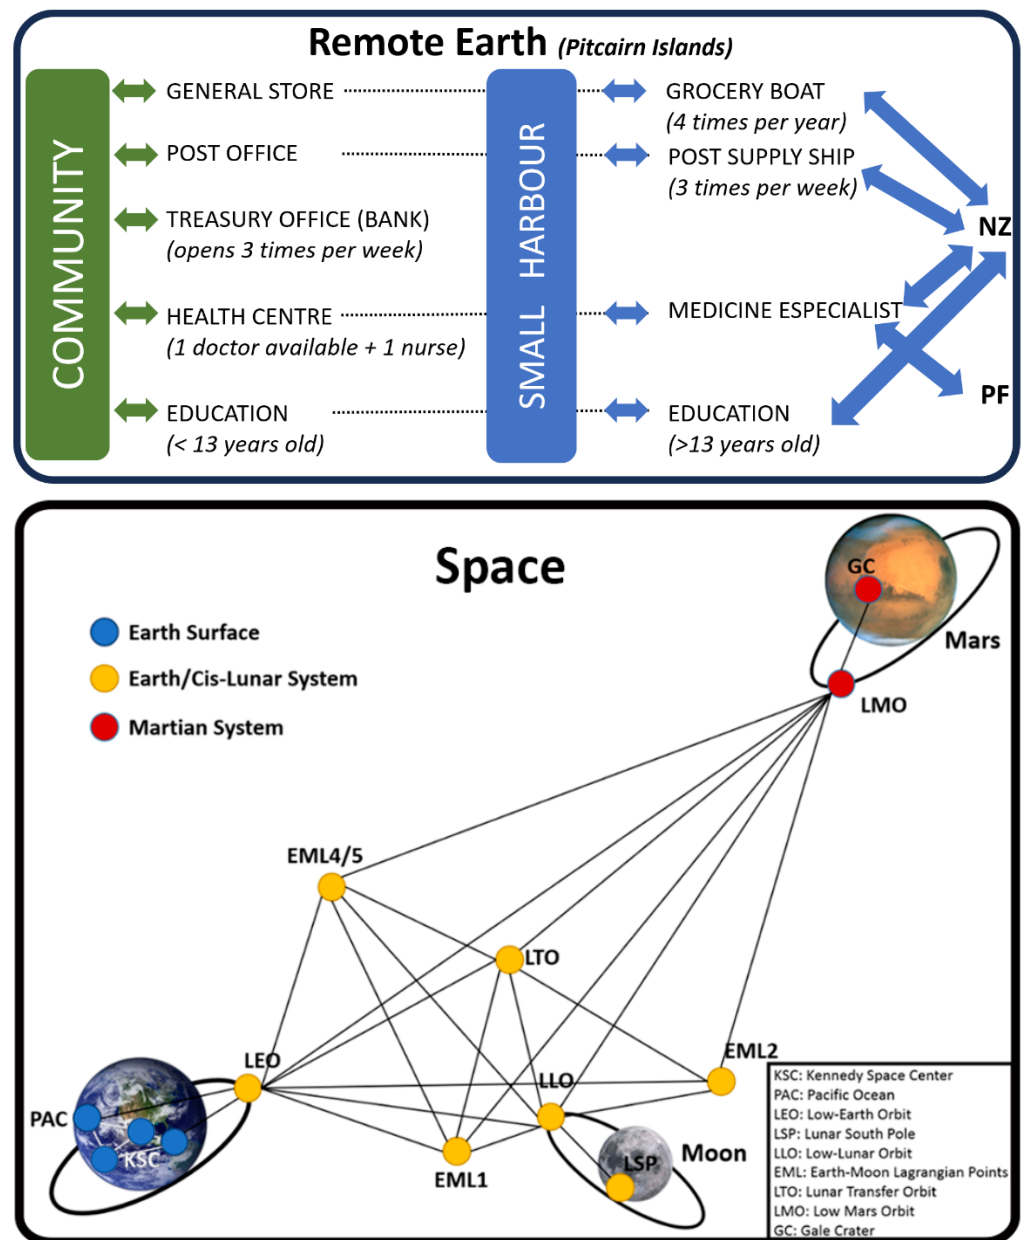 Remote Earth (Pitcairn Islands)
COMMUNITY
GENERAL STORE
POST OFFICE
TREASURY OFFICE (BANK)
(opens 3 times per week)
HEALTH CENTRE
(1 doctor available + 1 nurse)
EDUCATION
(< 13 years old)
SMALL HARBOUR
GROCERY BOAT
(4 times per year)
POST SUPPLY SHIP
(3 times per week)
MEDICINE ESPECIALIST
EDUCATION
(>13 years old)
NZ
PF
Space
Earth Surface
Earth/Cis-Lunar System
Martian System
GC
Mars
LMO
EML4/5
LTO
LEO
EML2
LLO
PAC
KSC
EML1
LSP
Moon
KSC: Kennedy Space Center
PAC: Pacific Ocean
LEO: Low-Earth Orbit
LSP: Lunar South Pole
LLO: Low-Lunar Orbit
EML: Earth-Moon Lagrangian Points
LTO: Lunar Transfer Orbit
LMO: Low Mars Orbit
GC: Gale Crater